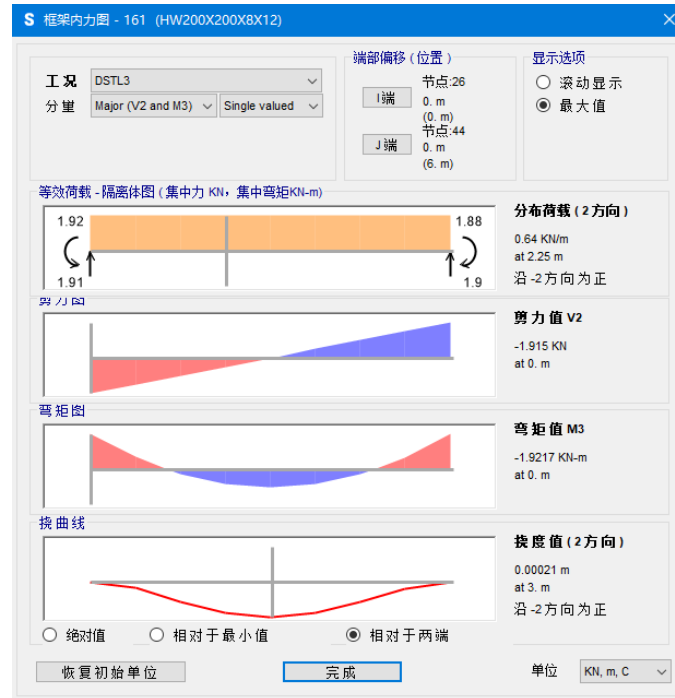 S 框架内力图 - 161 (HW200X200X8X12)
工况 DSTL3
分量 Major (V2 and M3) Single valued
端部偏移(位置)
I端
节点:26
0. m
(0. m)
J端
节点:44
0. m
(6. m)
显示选项
滚动显示
最大值
等效荷载 - 隔离体图(集中力 KN, 集中弯矩KN-m)
1.92 1.88
1.91 1.9
分布荷载(2方向)
0.64 KN/m
at 2.25 m
沿-2方向为正
剪力图
剪力值 V2
-1.915 KN
at 0. m
弯矩图
弯矩值 M3
-1.9217 KN-m
at 0. m
挠曲线
挠度值(2方向)
0.00021 m
at 3. m
沿-2方向为正
绝对值 相对于最小值 相对于两端
恢复初始单位 完成 单位 KN, m, C